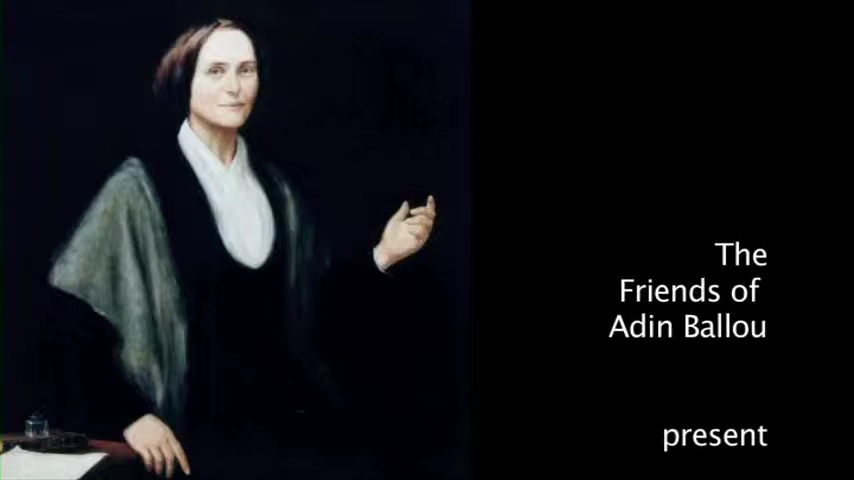 The
Friends of
Adin Ballou
present